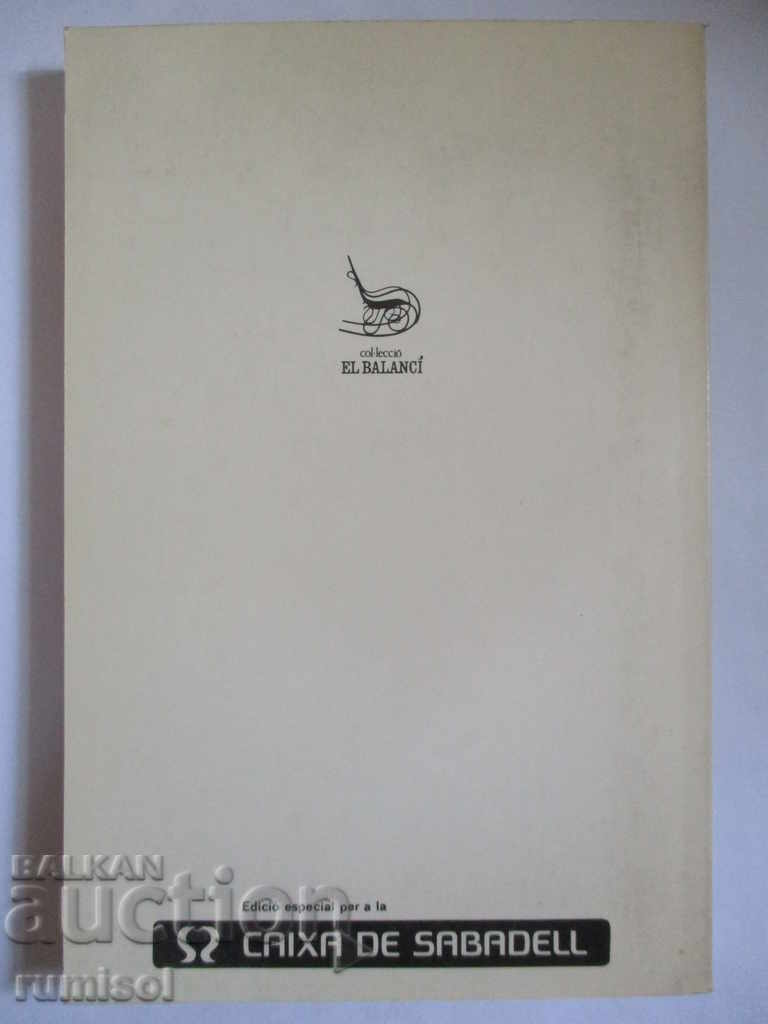 col·lecció
EL BALANCÍ
Edició especial per a la
CAIXA DE SABADELL
BALKAN
auction
rumisol